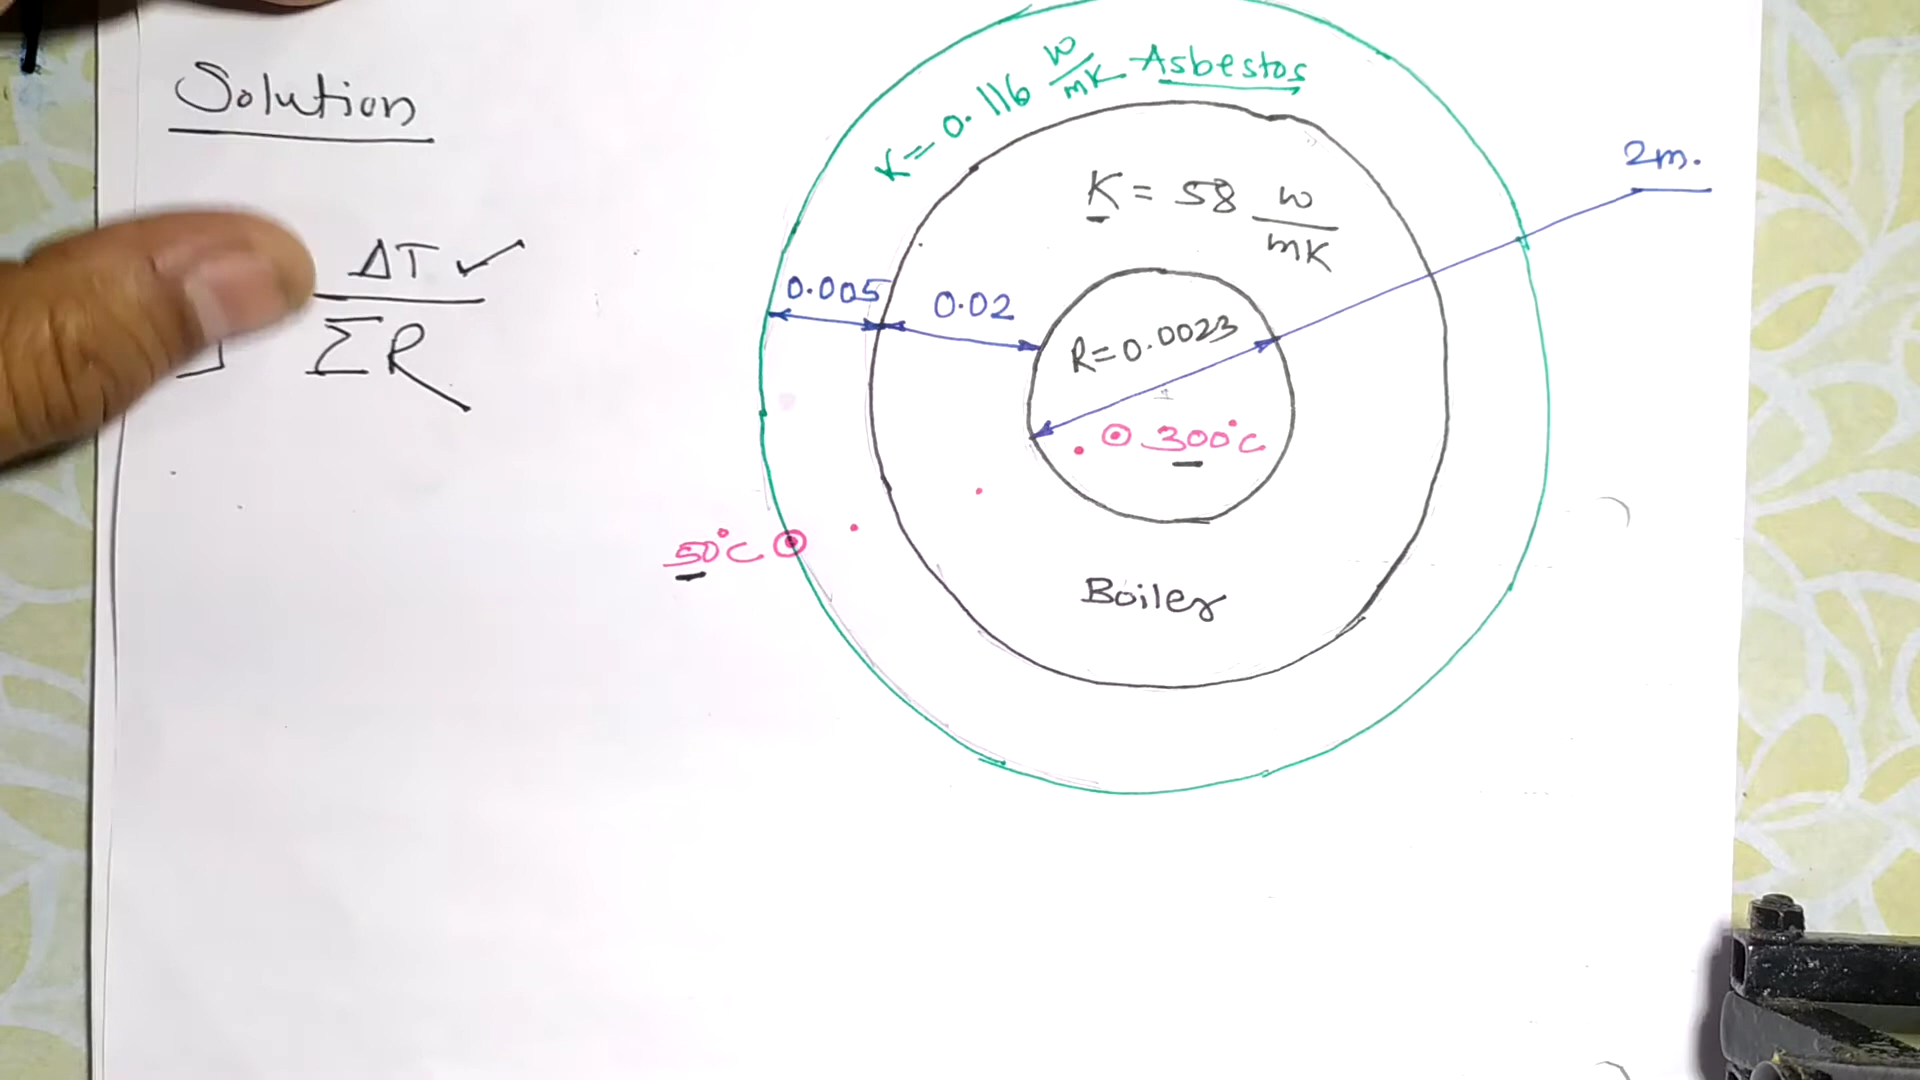 Solution
ΔT ✓
ΣR
K = 0.116 w/mK Asbestos
2m.
K = 58 w/mK
0.005
0.02
R=0.0023
300°C
50°C
Boiler